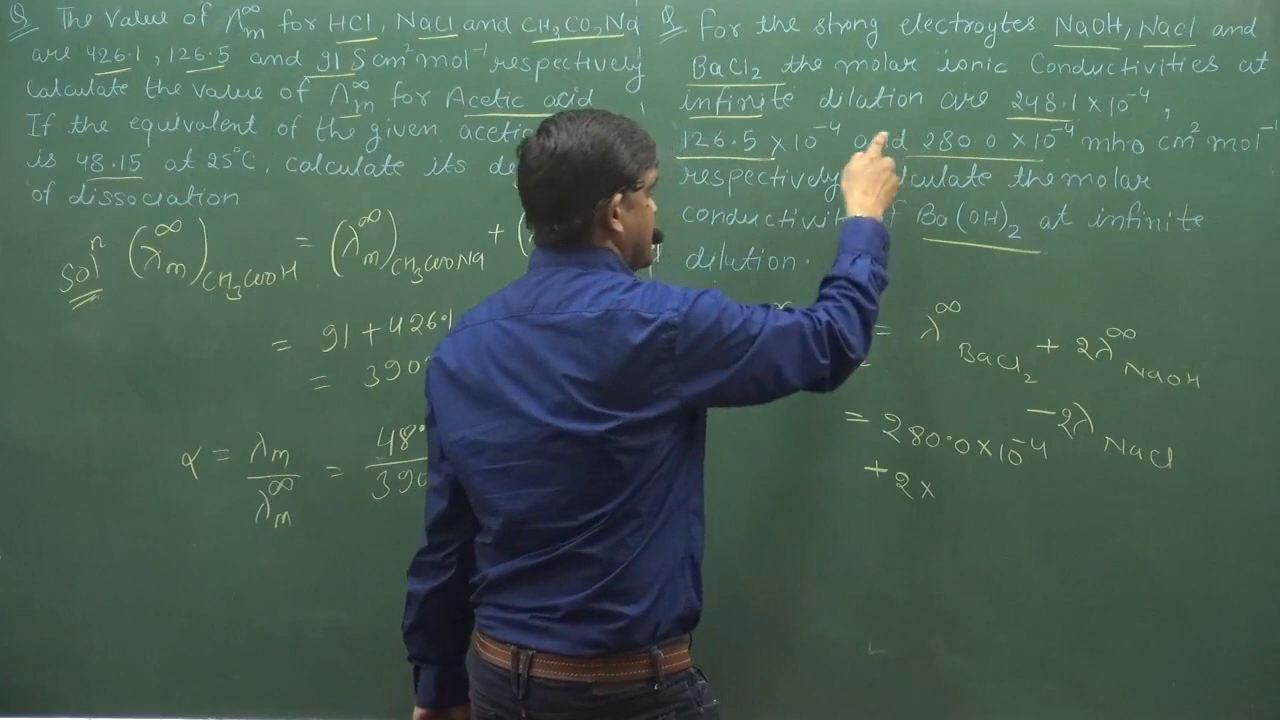 Q The Value of Λ∞m for HCl, NaCl and CH3CO2Na
are 426.1, 126.5 and 91 S cm2 mol-1 respectively
Calculate the value of Λ∞m for Acetic acid
If the equivalent of the given aceti
is 48.15 at 25°C, calculate its de
of dissociation
Soln (λ∞m)CH3COOH = (λ∞m)CH3COONa + (
= 91 + 426.1
= 390
α = λm / λ∞m = 48. / 390
Q For the strong electroytes NaOH, Nacl and
BaCl2 the molar ionic Conductivities at
infinite dilation are 248.1 x 10-4,
126.5 x 10-4 and 280.0 x 10-4 mho cm2 mol-1
respectively culate the molar
conductivit f Ba(OH)2 at infinite
dilution.
= λ∞ BaCl2 + 2λ∞ NaOH
- 2λ NaCl
= 280.0 x 10-4
+ 2 x